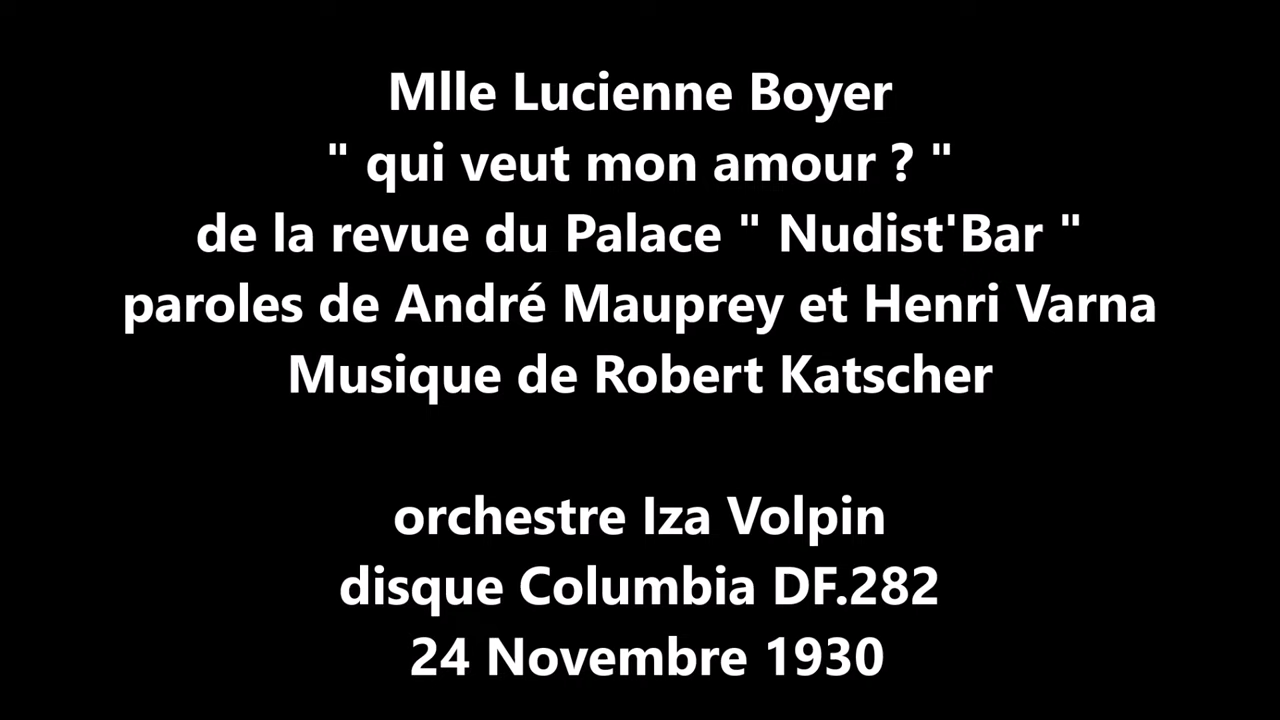 Mlle Lucienne Boyer
" qui veut mon amour ? "
de la revue du Palace " Nudist'Bar "
paroles de André Mauprey et Henri Varna
Musique de Robert Katscher
orchestre Iza Volpin
disque Columbia DF.282
24 Novembre 1930